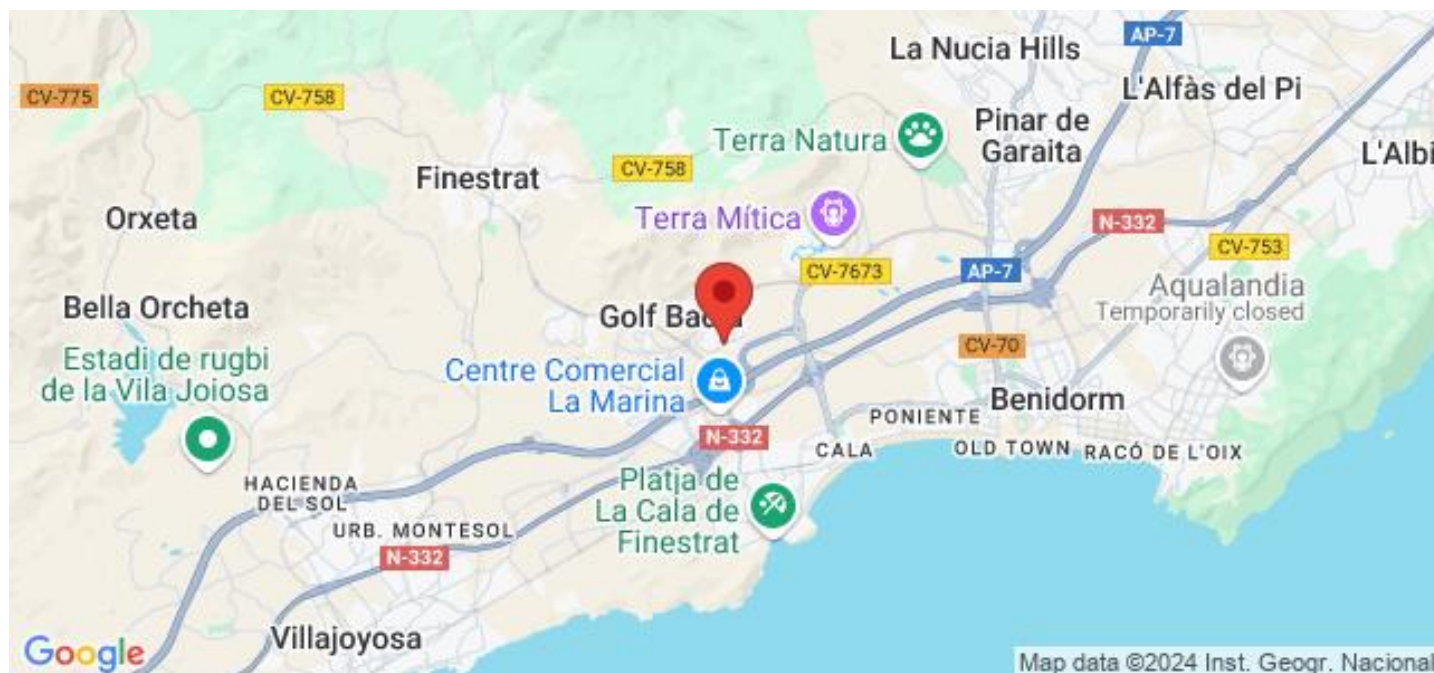 AP-7
La Nucia Hills
L'Alfàs del Pi
CV-775
CV-758
Pinar de
Garaita
Terra Natura
L'Albi
CV-758
Finestrat
Orxeta
Terra Mítica
N-332
CV-753
CV-7673
AP-7
Aqualandia
Temporarily closed
Bella Orcheta
Golf Ba
CV-70
Estadi de rugbi
de la Vila Joiosa
Centre Comercial
La Marina
Benidorm
PONIENTE
N-332
CALA
OLD TOWN
RACÓ DE L'OIX
HACIENDA
DEL SOL
Platja de
La Cala de
Finestrat
URB. MONTESOL
N-332
Villajoyosa
Google
Map data ©2024 Inst. Geogr. Nacional